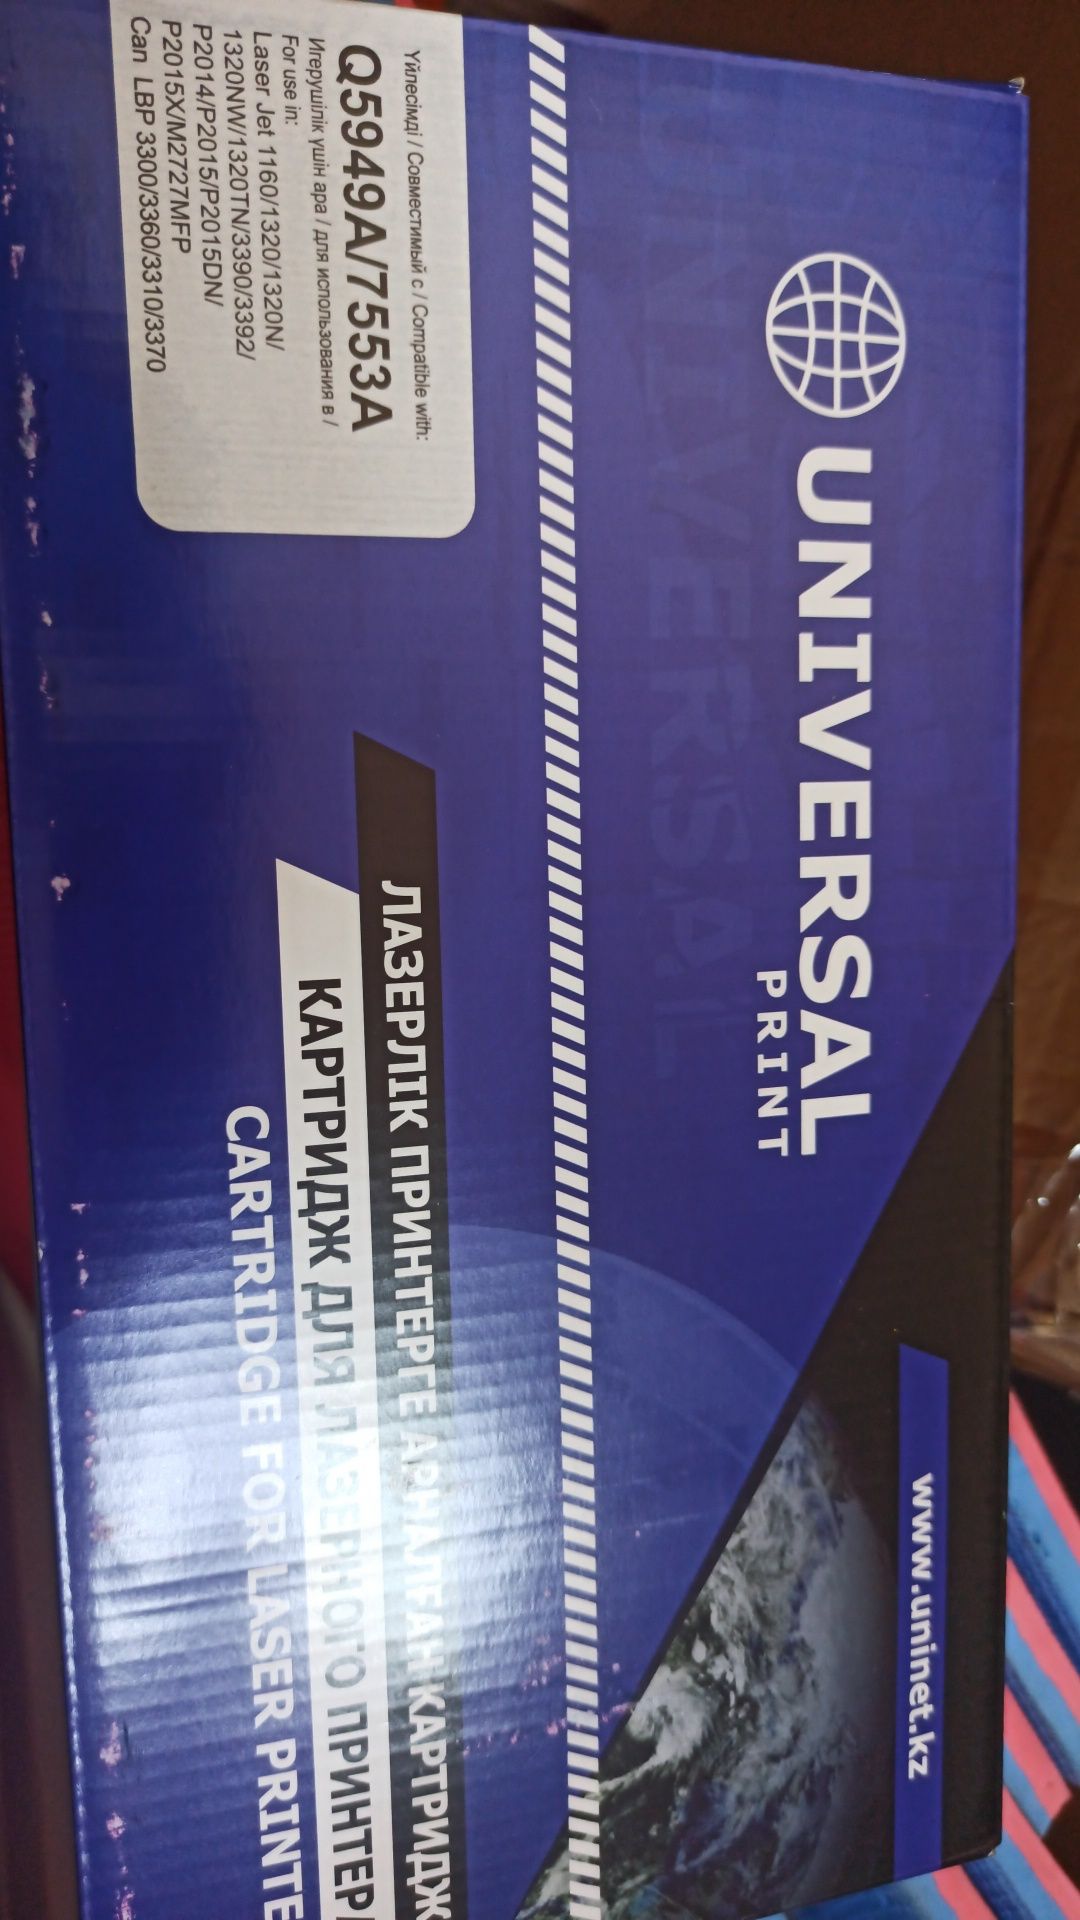 UNIVERSAL
PRINT
www.uninet.kz
Үйлесімді / Совместимый с / Compatible with:
Q5949A/7553A
Игерушілік үшін ара / для использования в /
For use in:
Laser Jet 1160/1320/1320N/
1320NW/1320TN/3390/3392/
P2014/P2015/P2015DN/
P2015X/M2727MFP
Can LBP 3300/3360/3310/3370
ЛАЗЕРЛІК ПРИНТЕРГЕ АРНАЛҒАН КАРТРИДЖ
КАРТРИДЖ ДЛЯ ЛАЗЕРНОГО ПРИНТЕР
CARTRIDGE FOR LASER PRINTE